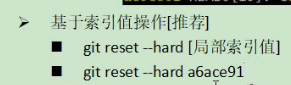 基于索引值操作[推荐]
git reset --hard [局部索引值]
git reset --hard a6ace91